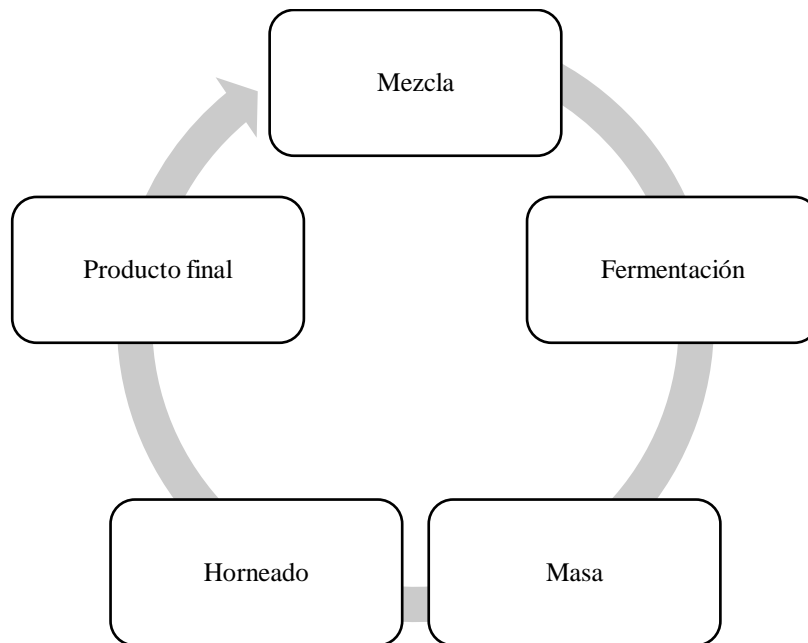 Mezcla
Fermentación
Masa
Horneado
Producto final